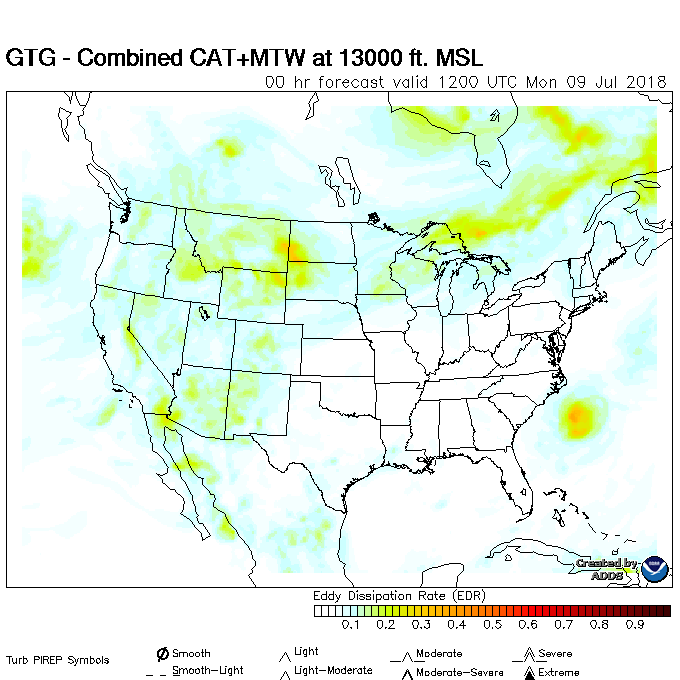 GTG - Combined CAT+MTW at 13000 ft. MSL
00 hr forecast valid 1200 UTC Mon 09 Jul 2018
Created by
ADDS
Eddy Dissipation Rate (EDR)
0.1 0.2 0.3 0.4 0.5 0.6 0.7 0.8 0.9
Turb PIREP Symbols
Smooth Light Moderate Severe
Smooth-Light Light-Moderate Moderate-Severe Extreme